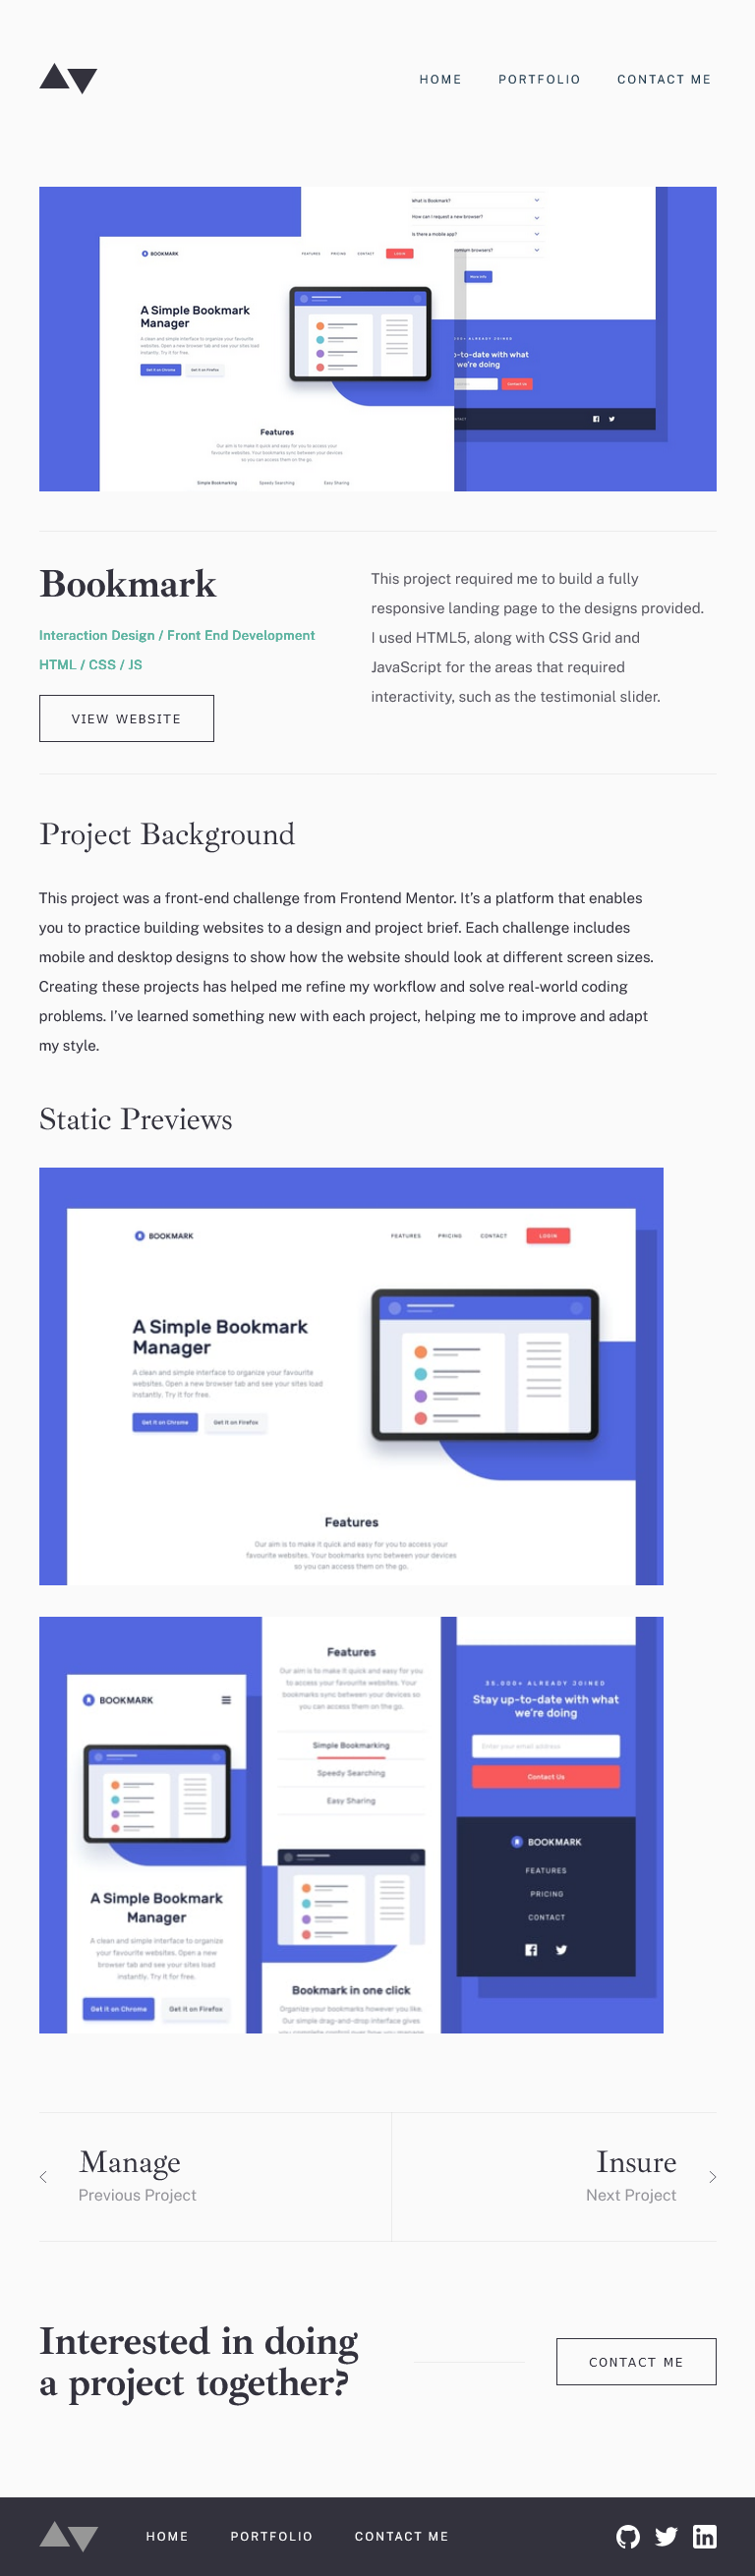 HOME PORTFOLIO CONTACT ME
What is Bookmark?
How can I request a new browser?
Is there a mobile app?
BOOKMARK
FEATURES PRICING CONTACT LOGIN
More Info
A Simple Bookmark
Manager
A clean and simple interface to organize your favourite
websites. Open a new browser tab and see your sites load
instantly. Try it for free.
Get it on Chrome Get it on Firefox
ALREADY JOINED
-to-date with what
we're doing
Contact Us
Features
Our aim is to make it quick and easy for you to access your
favourite websites. Your bookmarks sync between your devices
so you can access them on the go.
Simple Bookmarking Speedy Searching Easy Sharing
Bookmark
Interaction Design / Front End Development
HTML / CSS / JS
VIEW WEBSITE
This project required me to build a fully
responsive landing page to the designs provided.
I used HTML5, along with CSS Grid and
JavaScript for the areas that required
interactivity, such as the testimonial slider.
Project Background
This project was a front-end challenge from Frontend Mentor. It’s a platform that enables
you to practice building websites to a design and project brief. Each challenge includes
mobile and desktop designs to show how the website should look at different screen sizes.
Creating these projects has helped me refine my workflow and solve real-world coding
problems. I’ve learned something new with each project, helping me to improve and adapt
my style.
Static Previews
BOOKMARK
FEATURES PRICING CONTACT LOGIN
A Simple Bookmark
Manager
A clean and simple interface to organize your favourite
websites. Open a new browser tab and see your sites load
instantly. Try it for free.
Get it on Chrome Get it on Firefox
Features
Our aim is to make it quick and easy for you to access your
favourite websites. Your bookmarks sync between your devices
so you can access them on the go.
BOOKMARK
A Simple Bookmark
Manager
A clean and simple interface to organize
your favourite websites. Open a new
browser tab and see your sites load
instantly. Try it for free.
Get it on Chrome Get it on Firefox
Features
Our aim is to make it quick and easy for you
to access your favourite websites. Your
bookmarks sync between your devices so
you can access them on the go.
Simple Bookmarking
Speedy Searching
Easy Sharing
Bookmark in one click
Organize your bookmarks however you like.
Our simple drag-and-drop interface gives
you complete control over how you manage
35,000+ ALREADY JOINED
Stay up-to-date with what
we're doing
Enter your email address
Contact Us
BOOKMARK
FEATURES
PRICING
CONTACT
Manage
Previous Project
Insure
Next Project
Interested in doing
a project together?
CONTACT ME
HOME PORTFOLIO CONTACT ME